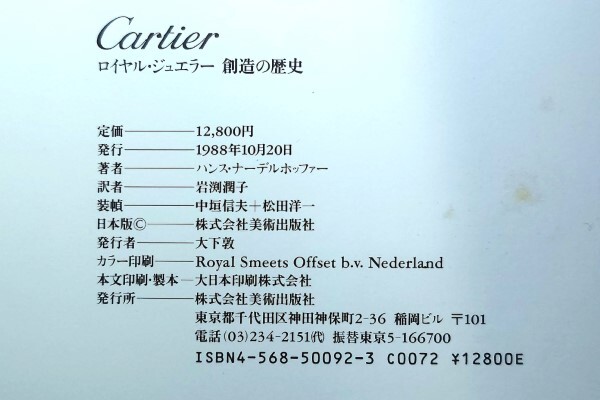 Cartier
ロイヤル・ジュエラー 創造の歴史
定価―――12,800円
発行―――1988年10月20日
著者―――ハンス・ナーデルホッファー
訳者―――岩渕潤子
装幀―――中垣信夫+松田洋一
日本版©―――株式会社美術出版社
発行者―――大下敦
カラー印刷―――Royal Smeets Offset b.v. Nederland
本文印刷・製本―大日本印刷株式会社
発行所―――株式会社美術出版社
東京都千代田区神田神保町2-36 稲岡ビル 〒101
電話(03)234-2151(代) 振替東京5-166700
ISBN4-568-50092-3 C0072 ¥12800E